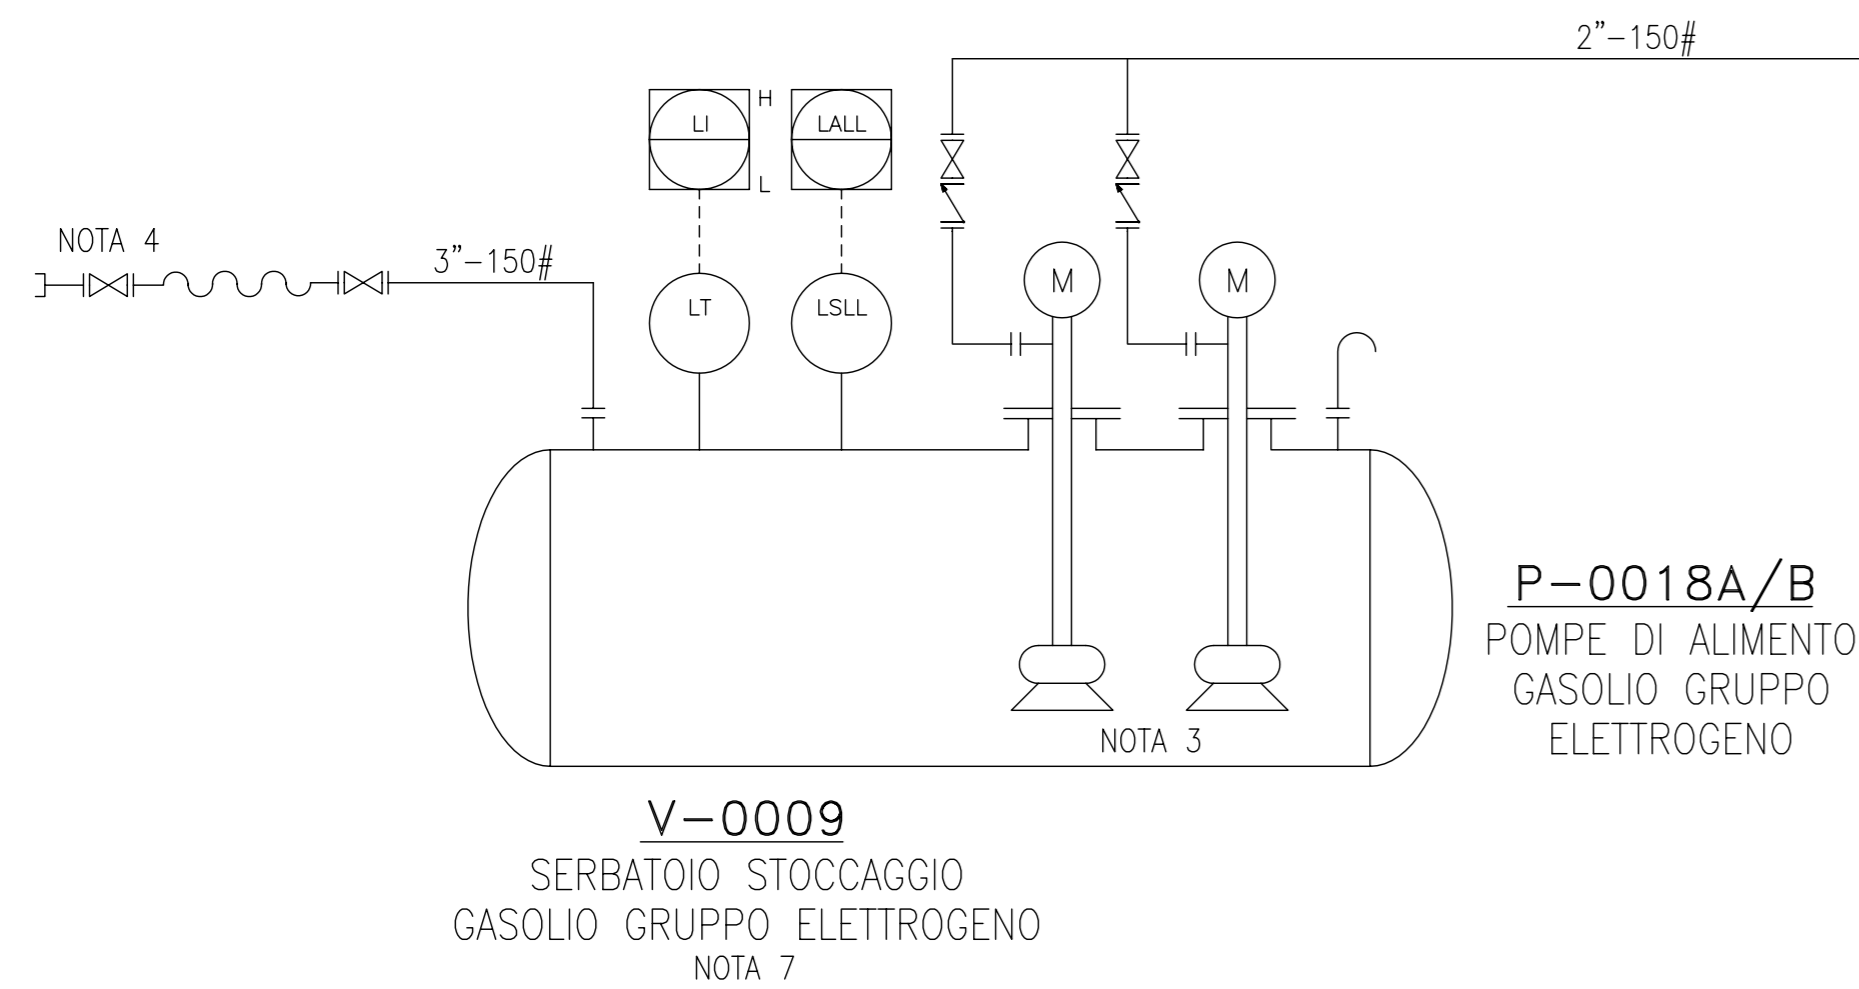 2”-150#
H
LI
LALL
L
NOTA 4
3”-150#
LT
LSLL
M
M
P-0018A/B
POMPE DI ALIMENTO
GASOLIO GRUPPO
ELETTROGENO
NOTA 3
V-0009
SERBATOIO STOCCAGGIO
GASOLIO GRUPPO ELETTROGENO
NOTA 7